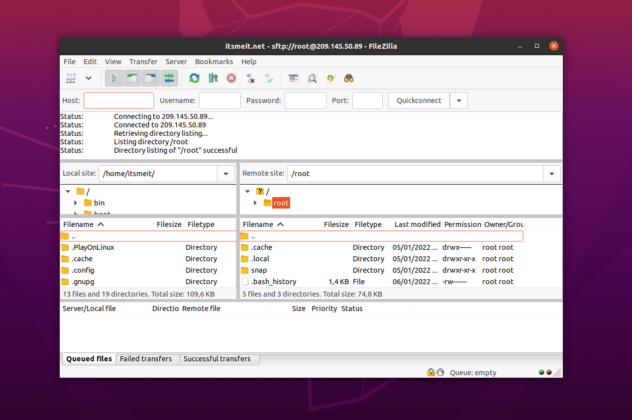 itsmeit.net - sftp://root@209.145.50.89 - FileZilla
File Edit View Transfer Server Bookmarks Help
Host: Username: Password: Port: Quickconnect
Status: Connecting to 209.145.50.89...
Status: Connected to 209.145.50.89
Status: Retrieving directory listing...
Status: Listing directory /root
Status: Directory listing of "/root" successful
Local site: /home/itsmeit/ Remote site: /root
/ /
bin root
Filename Filesize Filetype Filename Filesize Filetype Last modified Permission Owner/Grou
.. ..
.PlayOnLinux Directory .cache Directory 05/01/2022 ... drwx------ root root
.cache Directory .local Directory 05/01/2022 ... drwxr-xr-x root root
.config Directory snap Directory 05/01/2022 ... drwxr-xr-x root root
.gnupg Directory .bash_history 1,4 KB File 06/01/2022 ... -rw------- root root
13 files and 19 directories. Total size: 109,6 KB 5 files and 3 directories. Total size: 74,8 KB
Server/Local file Directio Remote file Size Priority Status
Queued files Failed transfers Successful transfers
Queue: empty